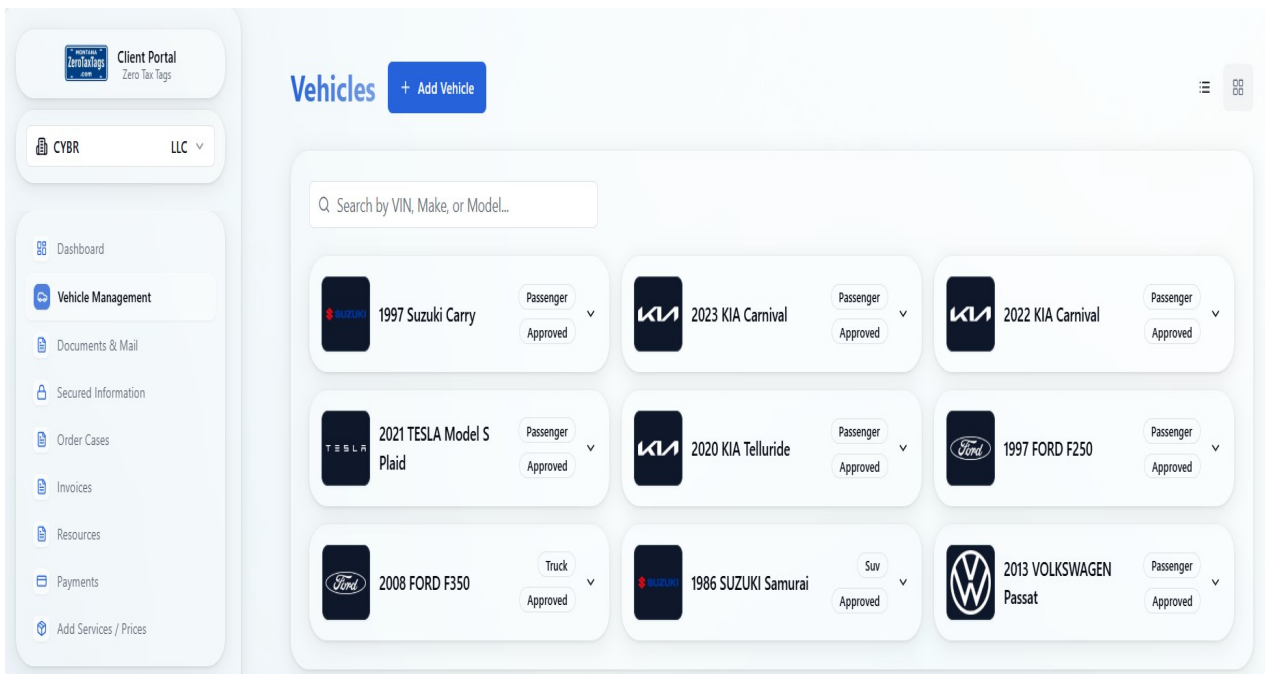 MONTANA
ZeroTaxTags
.com
Client Portal
Zero Tax Tags
CYBR LLC
Dashboard
Vehicle Management
Documents & Mail
Secured Information
Order Cases
Invoices
Resources
Payments
Add Services / Prices
Vehicles
+ Add Vehicle
Search by VIN, Make, or Model...
SUZUKI
1997 Suzuki Carry
Passenger
Approved
KIA
2023 KIA Carnival
Passenger
Approved
KIA
2022 KIA Carnival
Passenger
Approved
TESLA
2021 TESLA Model S
Plaid
Passenger
Approved
KIA
2020 KIA Telluride
Passenger
Approved
Ford
1997 FORD F250
Passenger
Approved
Ford
2008 FORD F350
Truck
Approved
SUZUKI
1986 SUZUKI Samurai
Suv
Approved
2013 VOLKSWAGEN
Passat
Passenger
Approved